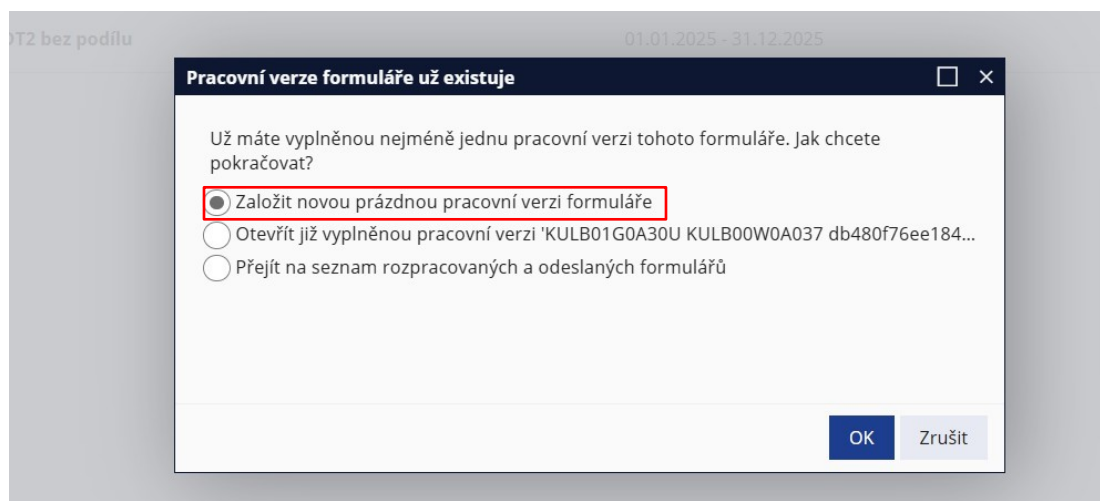 DT2 bez podílu 01.01.2025 - 31.12.2025
Pracovní verze formuláře už existuje
Už máte vyplněnou nejméně jednu pracovní verzi tohoto formuláře. Jak chcete
pokračovat?
Založit novou prázdnou pracovní verzi formuláře
Otevřít již vyplněnou pracovní verzi 'KULB01G0A30U KULB00W0A037 db480f76ee184...
Přejít na seznam rozpracovaných a odeslaných formulářů
OK Zrušit